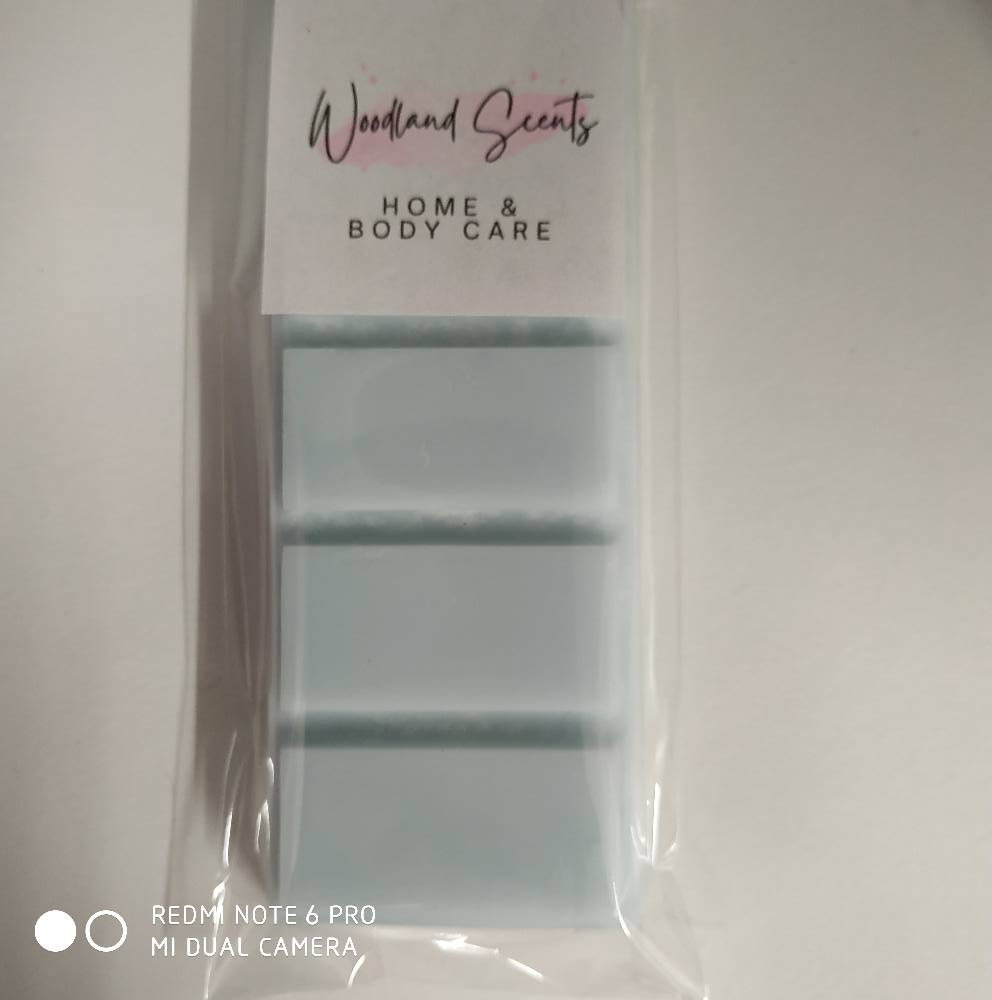 Woodland Scents
HOME &
BODY CARE
REDMI NOTE 6 PRO
MI DUAL CAMERA